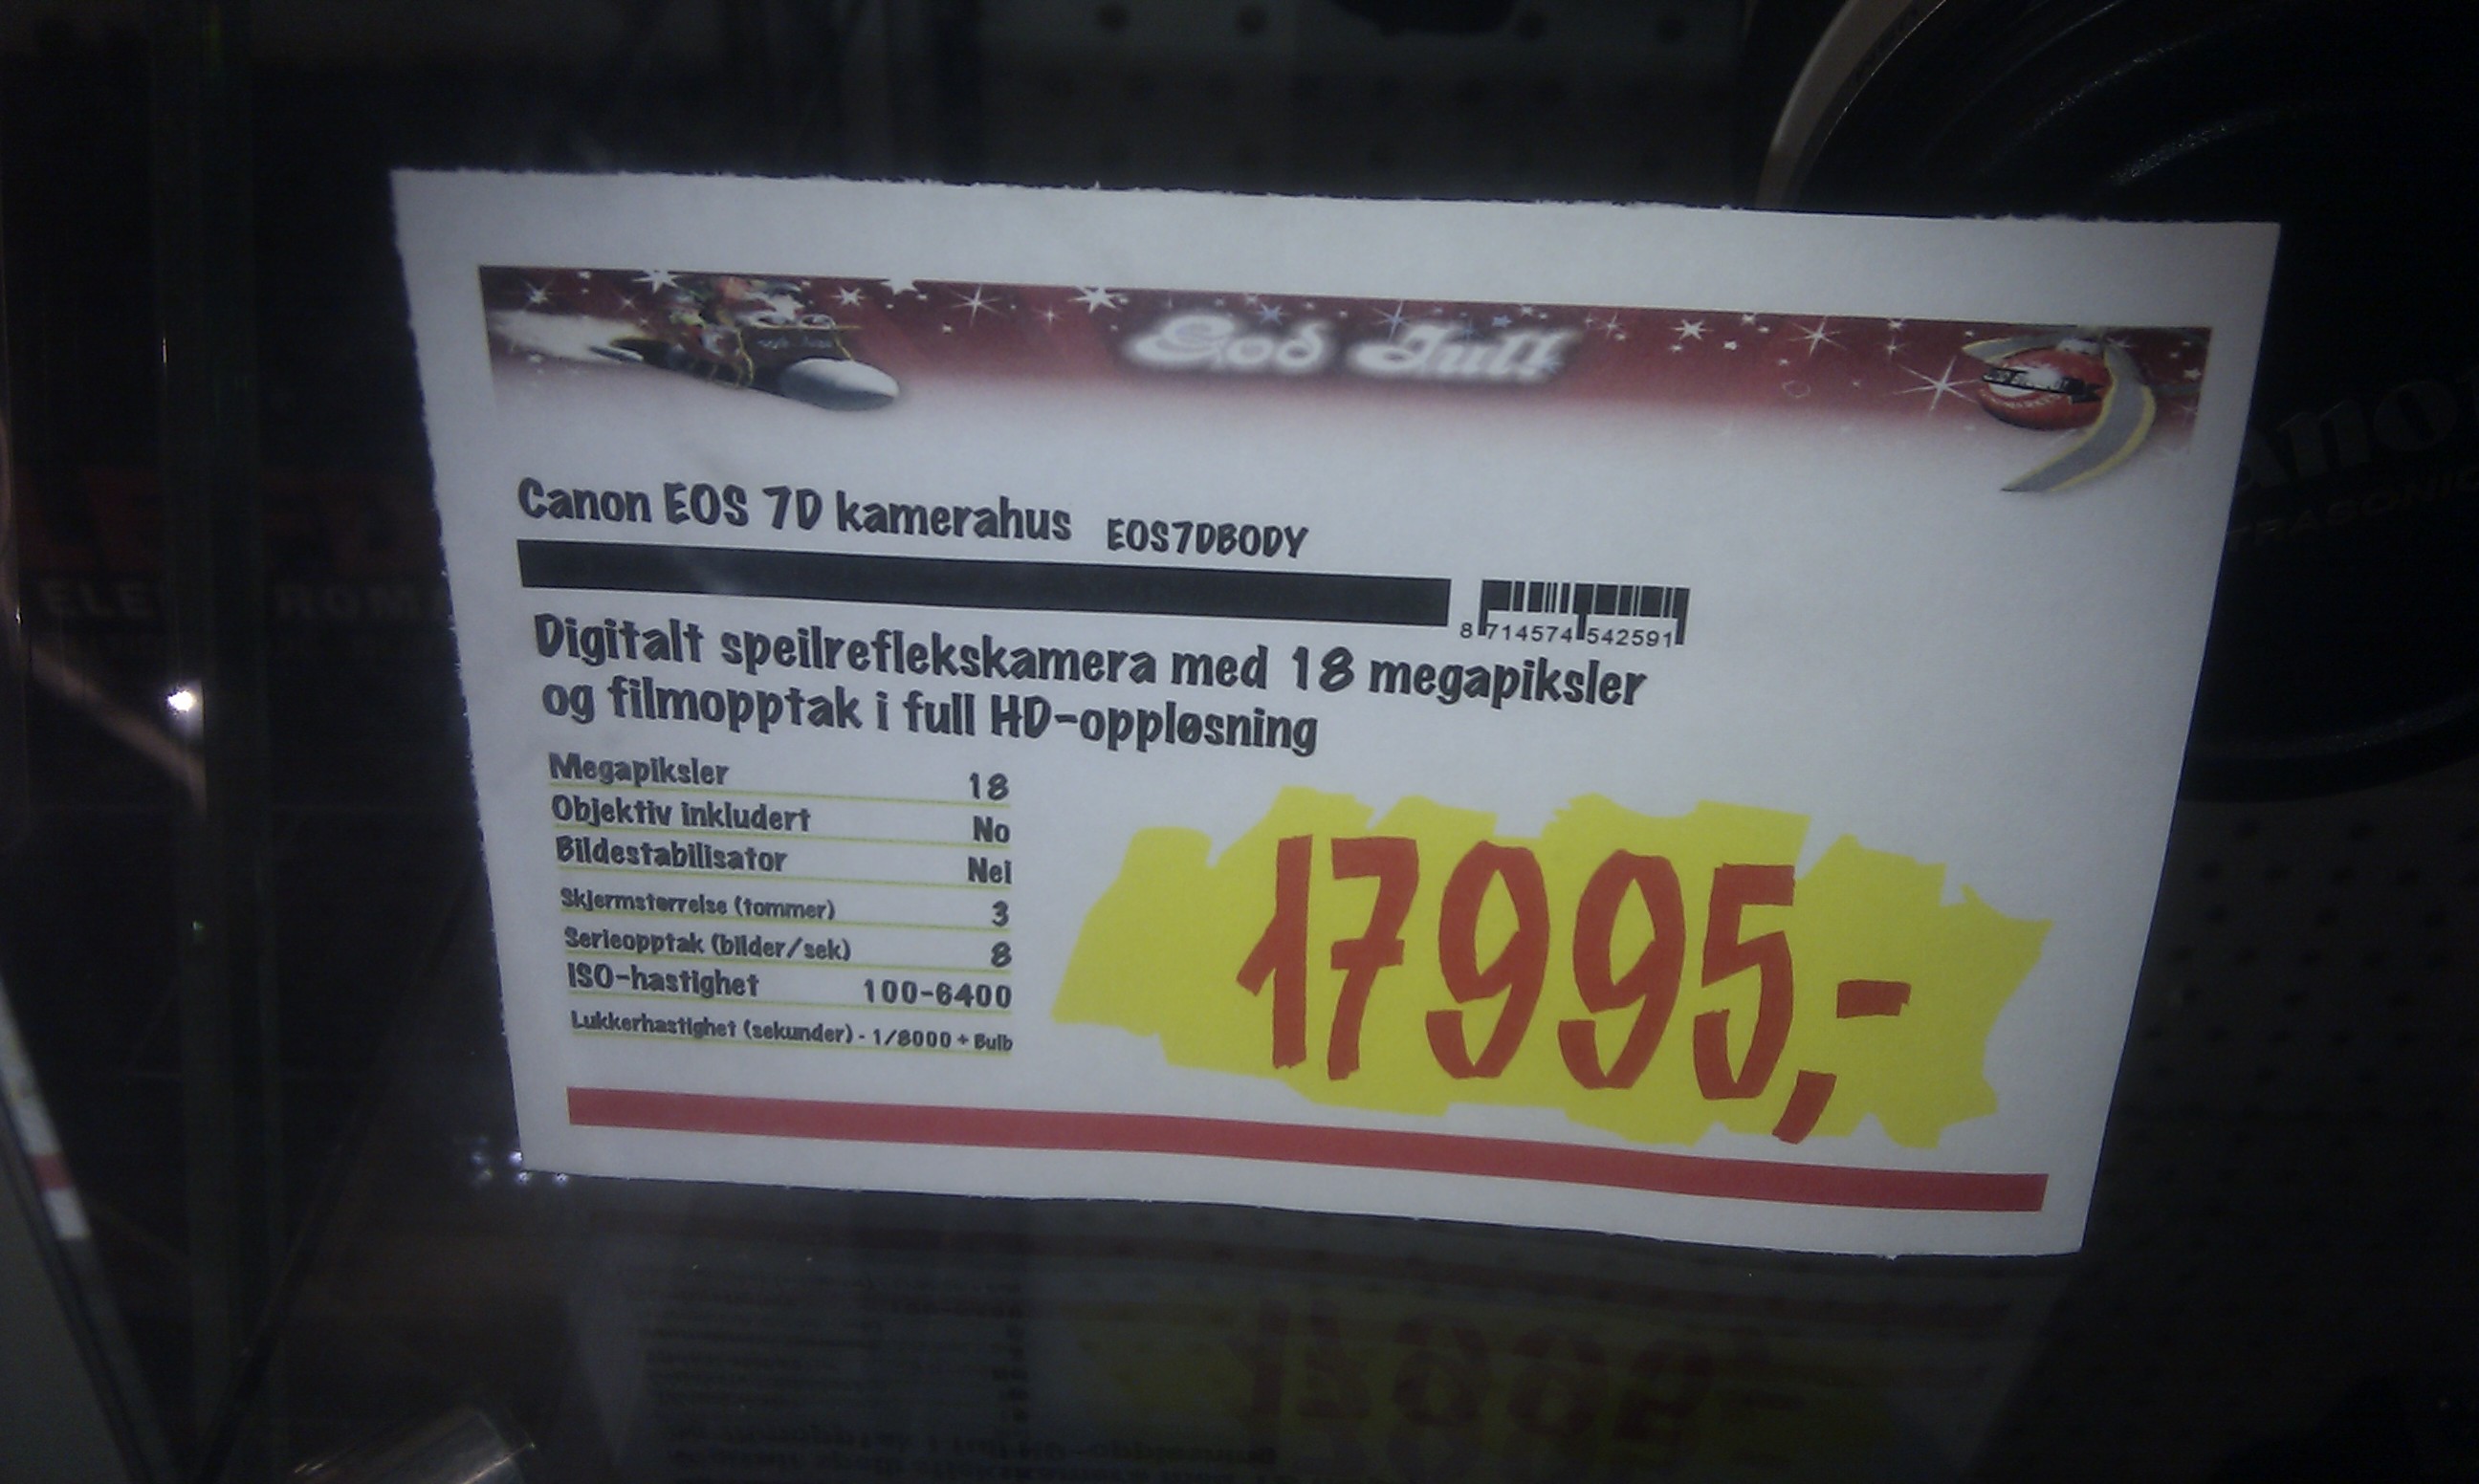 God Jul!
Canon EOS 7D kamerahus EOS7DBODY
8 714574 542591
Digitalt speilreflekskamera med 18 megapiksler
og filmopptak i full HD-oppløsning
Megapiksler 18
Objektiv inkludert No
Bildestabilisator Nei
Skjermstørrelse (tommer) 3
Serieopptak (bilder/sek) 8
ISO-hastighet 100-6400
Lukkerhastighet (sekunder) - 1/8000 + Bulb
17995,-